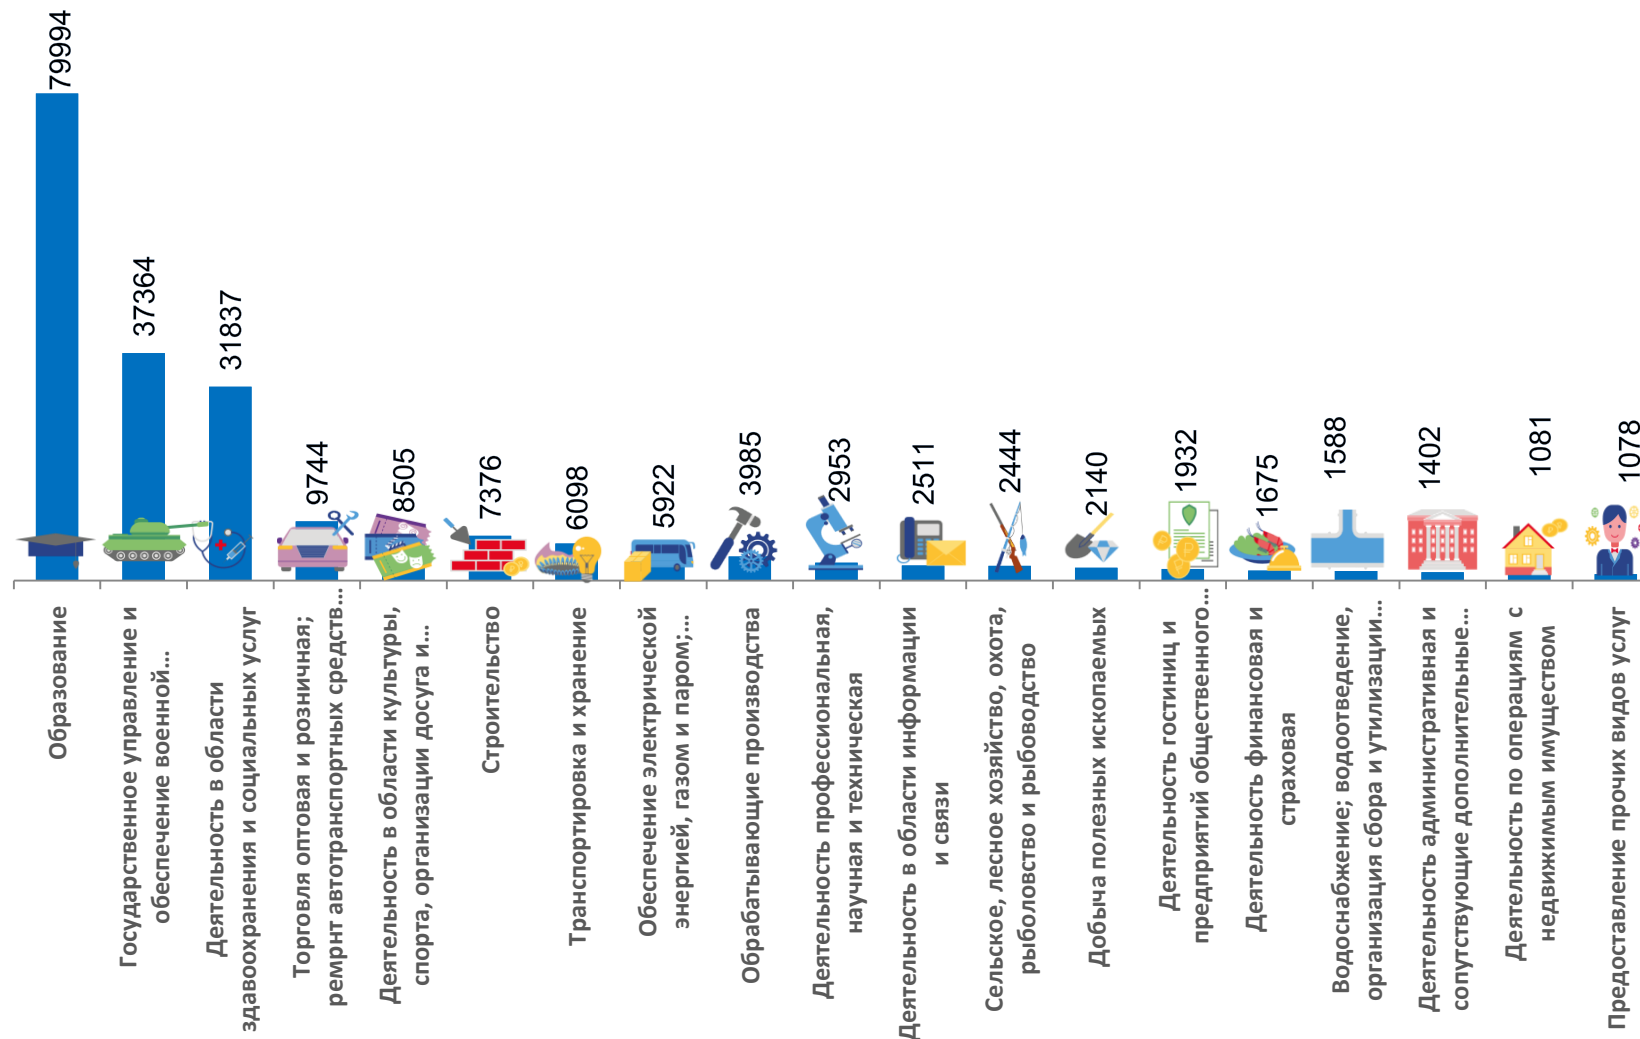 79994
37364
31837
9744
8505
7376
6098
5922
3985
2953
2511
2444
2140
1932
1675
1588
1402
1081
1078
Образование
Государственное управление и
обеспечение военной...
Деятельность в области
здавоохранения и социальных услуг
Торговля оптовая и розничная;
ремрнт автотранспортных средств...
Деятельность в области культуры,
спорта, организации досуга и...
Строительство
Транспортировка и хранение
Обеспечение электрической
энергией, газом и паром;...
Обрабатывающие производства
Деятельность профессиональная,
научная и техническая
Деятельность в области информации
и связи
Сельское, лесное хозяйство, охота,
рыболовство и рыбоводство
Добыча полезных ископаемых
Деятельность гостиниц и
предприятий общественного...
Деятельность финансовая и
страховая
Водоснабжение; водоотведение,
организация сбора и утилизации...
Деятельность административная и
сопутствующие дополнительные...
Деятельность по операциям с
недвижимым имуществом
Предоставление прочих видов услуг